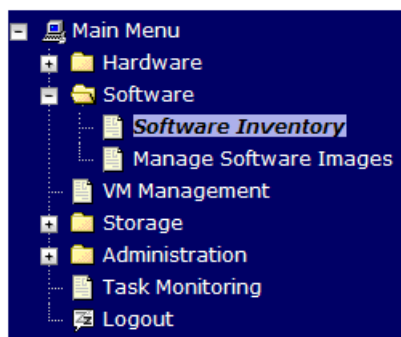 Main Menu
Hardware
Software
Software Inventory
Manage Software Images
VM Management
Storage
Administration
Task Monitoring
Logout